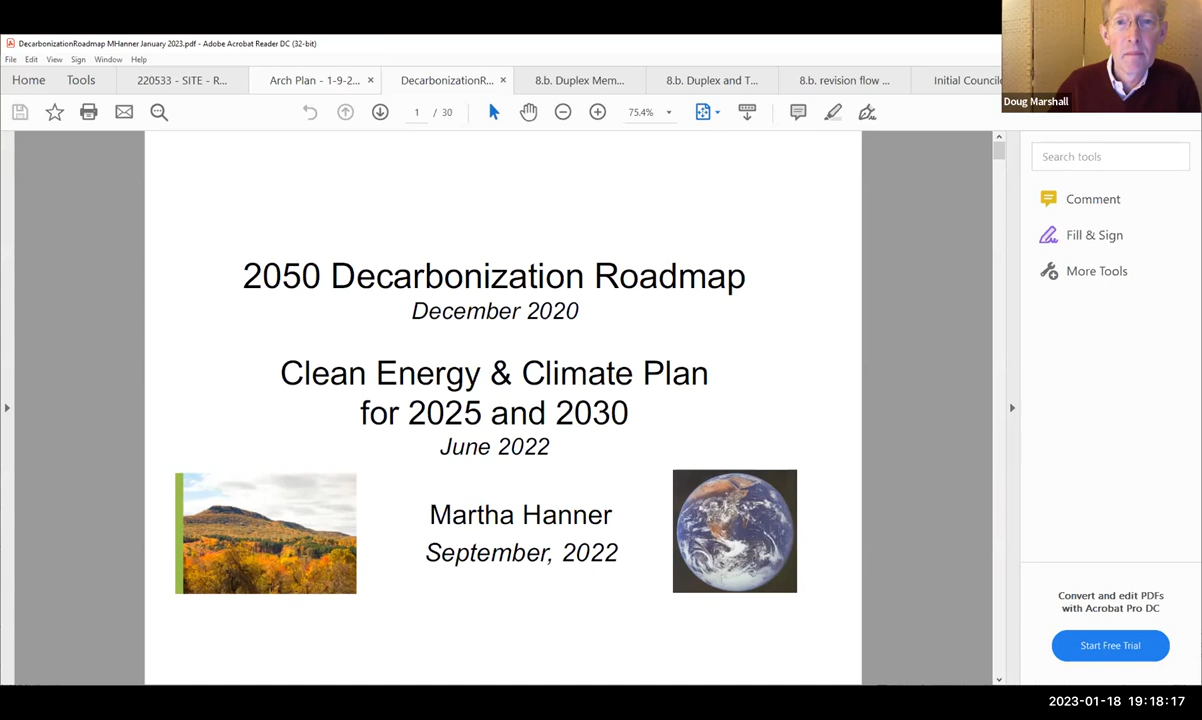 DecarbonizationRoadmap MHanner January 2023.pdf - Adobe Acrobat Reader DC (32-bit)
File Edit View Sign Window Help
Home Tools 220533 - SITE - R... Arch Plan - 1-9-2... × DecarbonizationR... × 8.b. Duplex Mem... 8.b. Duplex and T... 8.b. revision flow ... Initial Council
Doug Marshall
1 / 30 75.4%
Search tools
Comment
Fill & Sign
More Tools
2050 Decarbonization Roadmap
December 2020
Clean Energy & Climate Plan
for 2025 and 2030
June 2022
Martha Hanner
September, 2022
Convert and edit PDFs
with Acrobat Pro DC
Start Free Trial
2023-01-18 19:18:17